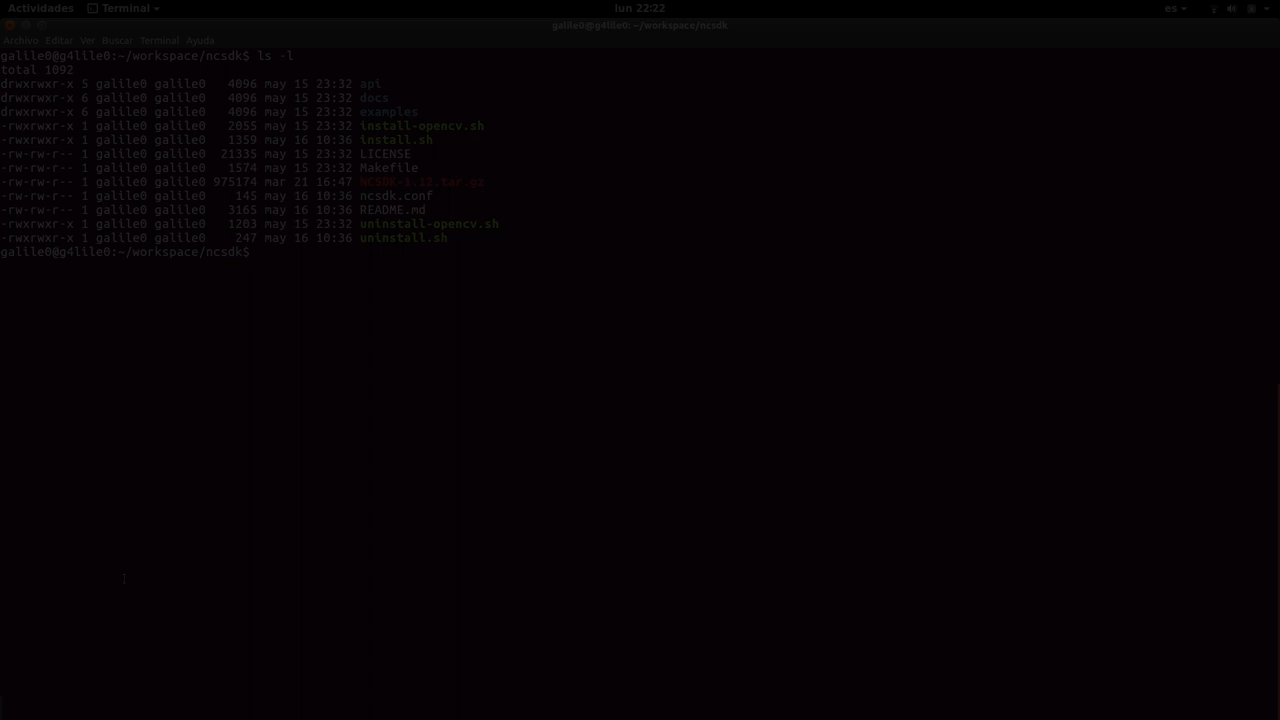 Actividades Terminal lun 22:22 es
galile0@g4lile0: ~/workspace/ncsdk
Archivo Editar Ver Buscar Terminal Ayuda
galile0@g4lile0:~/workspace/ncsdk$ ls -l
total 1092
drwxrwxr-x 5 galile0 galile0   4096 may 15 23:32 api
drwxrwxr-x 6 galile0 galile0   4096 may 15 23:32 docs
drwxrwxr-x 6 galile0 galile0   4096 may 15 23:32 examples
-rwxrwxr-x 1 galile0 galile0   2055 may 15 23:32 install-opencv.sh
-rwxrwxr-x 1 galile0 galile0   1359 may 16 10:36 install.sh
-rw-rw-r-- 1 galile0 galile0  21335 may 15 23:32 LICENSE
-rw-rw-r-- 1 galile0 galile0   1574 may 15 23:32 Makefile
-rw-rw-r-- 1 galile0 galile0 975174 mar 21 16:47 NCSDK-1.12.tar.gz
-rw-rw-r-- 1 galile0 galile0    145 may 16 10:36 ncsdk.conf
-rw-rw-r-- 1 galile0 galile0   3165 may 16 10:36 README.md
-rwxrwxr-x 1 galile0 galile0   1203 may 15 23:32 uninstall-opencv.sh
-rwxrwxr-x 1 galile0 galile0    247 may 16 10:36 uninstall.sh
galile0@g4lile0:~/workspace/ncsdk$